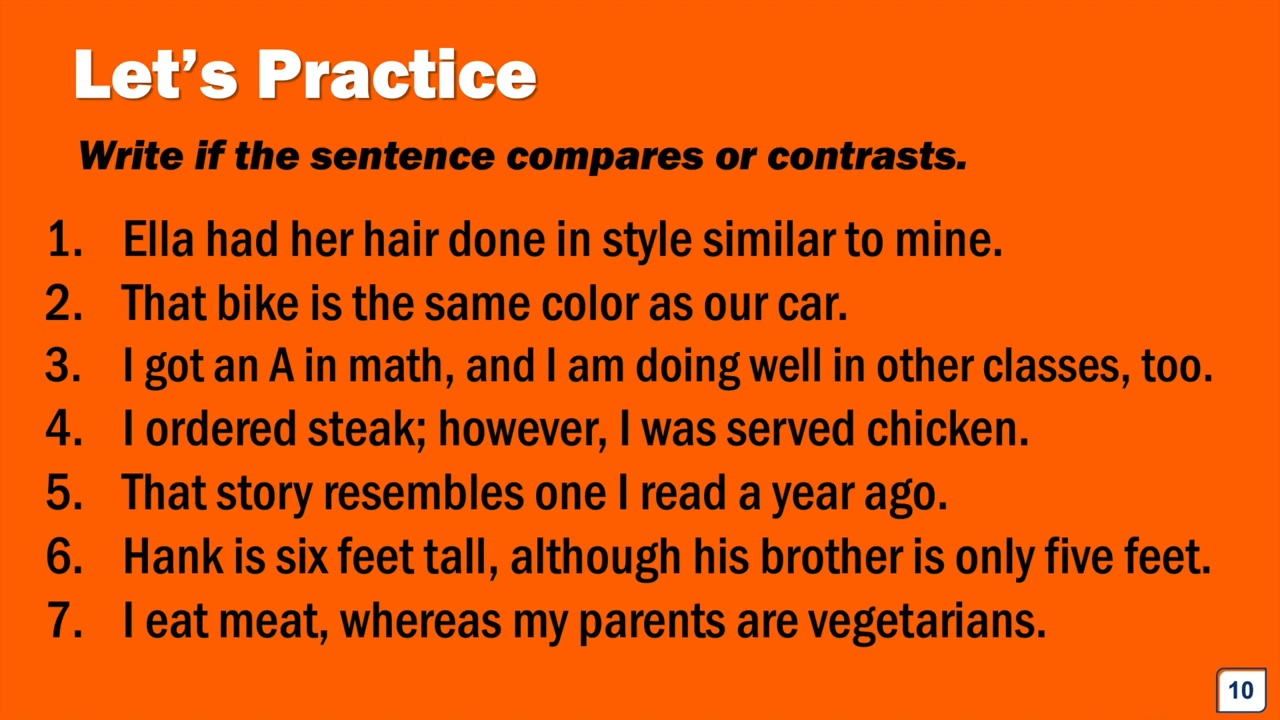 Let’s Practice
Write if the sentence compares or contrasts.
1. Ella had her hair done in style similar to mine.
2. That bike is the same color as our car.
3. I got an A in math, and I am doing well in other classes, too.
4. I ordered steak; however, I was served chicken.
5. That story resembles one I read a year ago.
6. Hank is six feet tall, although his brother is only five feet.
7. I eat meat, whereas my parents are vegetarians.
10